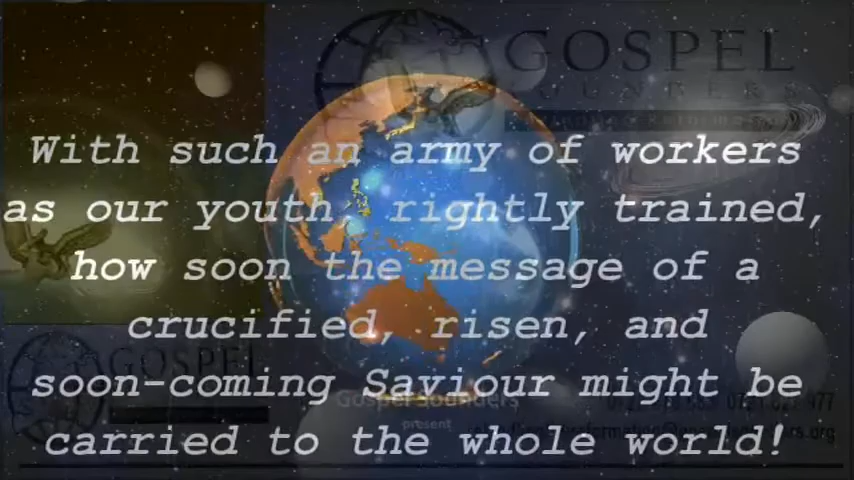 GOSPEL
With such an army of workers
as our youth, rightly trained,
how soon the message of a
crucified, risen, and
GOSPEL
soon-coming Saviour might be
Gospel Sounders
present
carried to the whole world!